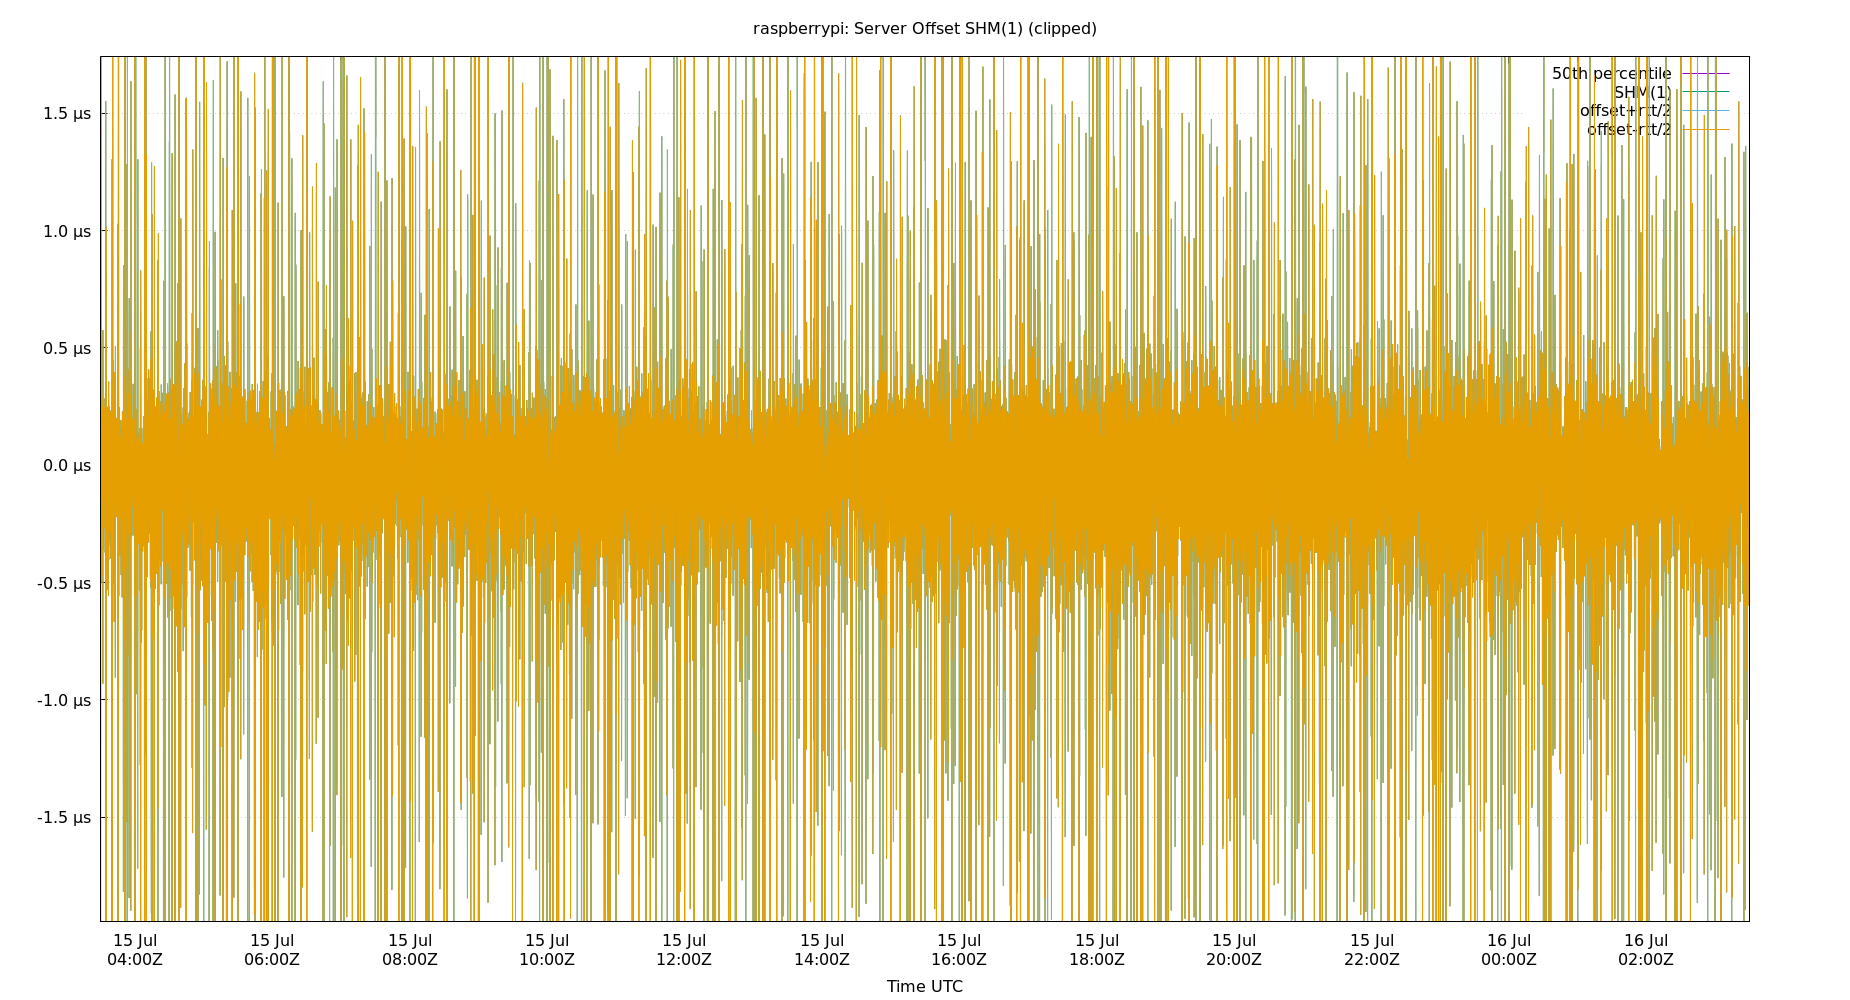 raspberrypi: Server Offset SHM(1) (clipped)
50th percentile
SHM(1)
offset+rtt/2
offset-rtt/2
1.5 µs
1.0 µs
0.5 µs
0.0 µs
-0.5 µs
-1.0 µs
-1.5 µs
15 Jul 15 Jul 15 Jul 15 Jul 15 Jul 15 Jul 15 Jul 15 Jul 15 Jul 15 Jul 16 Jul 16 Jul
04:00Z 06:00Z 08:00Z 10:00Z 12:00Z 14:00Z 16:00Z 18:00Z 20:00Z 22:00Z 00:00Z 02:00Z
Time UTC